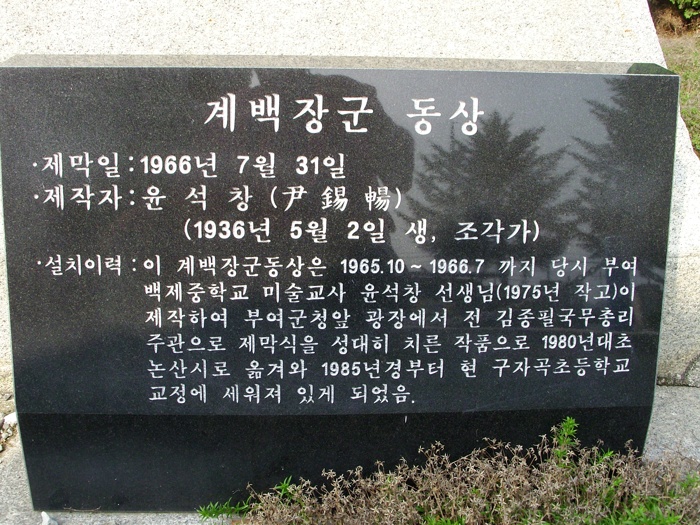 계백장군 동상
·제막일:1966년 7월 31일
·제작자:윤 석 창 (尹 錫 暢)
(1936년 5월 2일 생, 조각가)
·설치이력 : 이 계백장군동상은 1965.10 ~ 1966.7 까지 당시 부여
백제중학교 미술교사 윤석창 선생님(1975년 작고)이
제작하여 부여군청앞 광장에서 전 김종필국무총리
주관으로 제막식을 성대히 치른 작품으로 1980년대초
논산시로 옮겨와 1985년경부터 현 구자곡초등학교
교정에 세워져 있게 되었음.